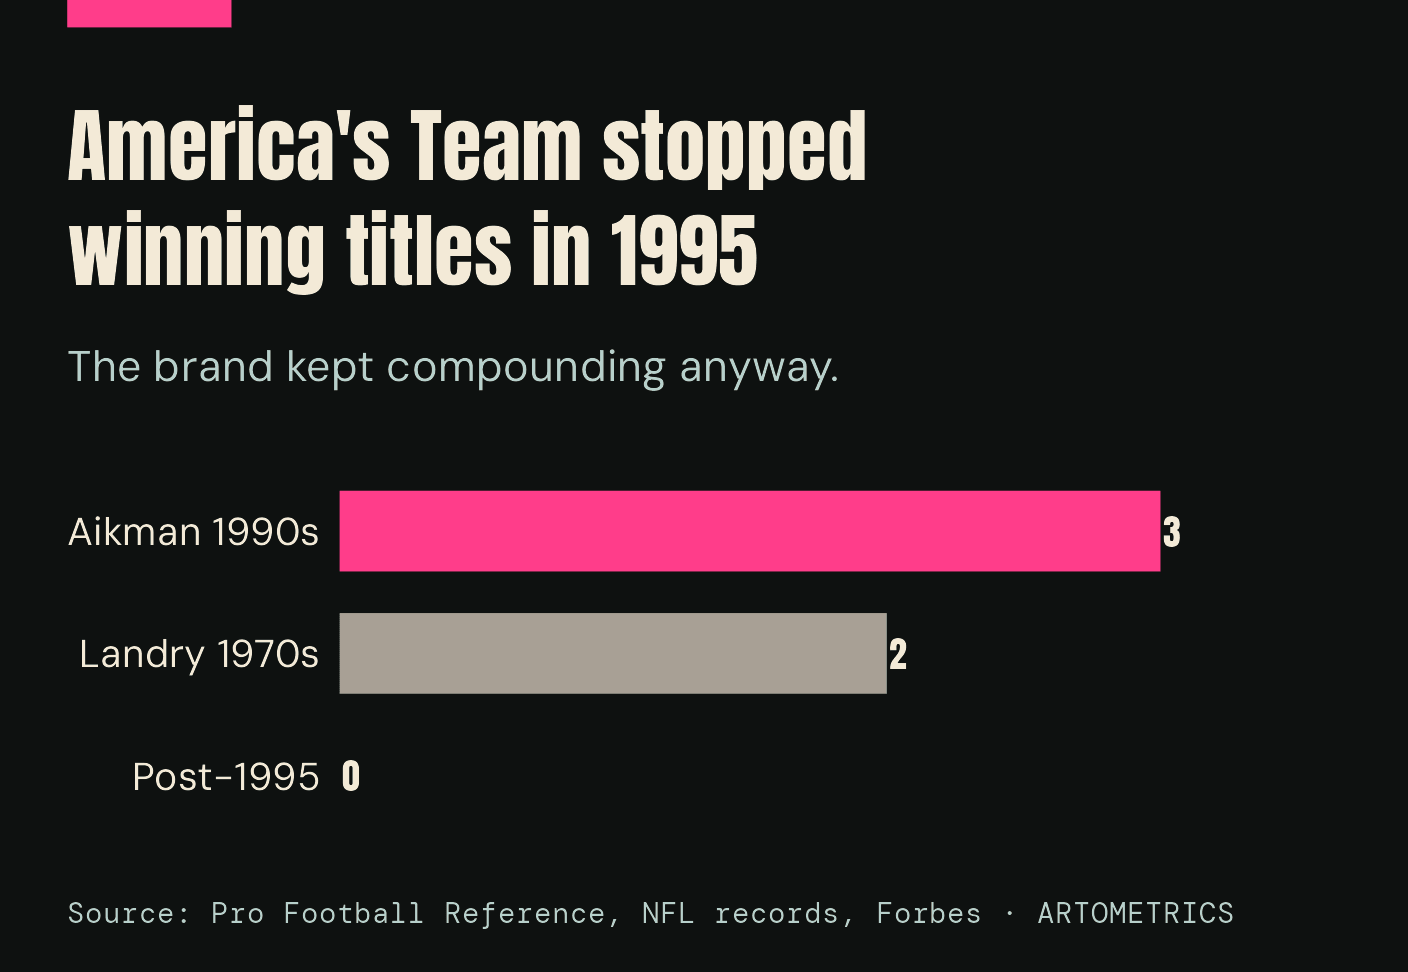 America's Team stopped
winning titles in 1995
The brand kept compounding anyway.
Aikman 1990s 3
Landry 1970s 2
Post-1995 0
Source: Pro Football Reference, NFL records, Forbes · ARTOMETRICS